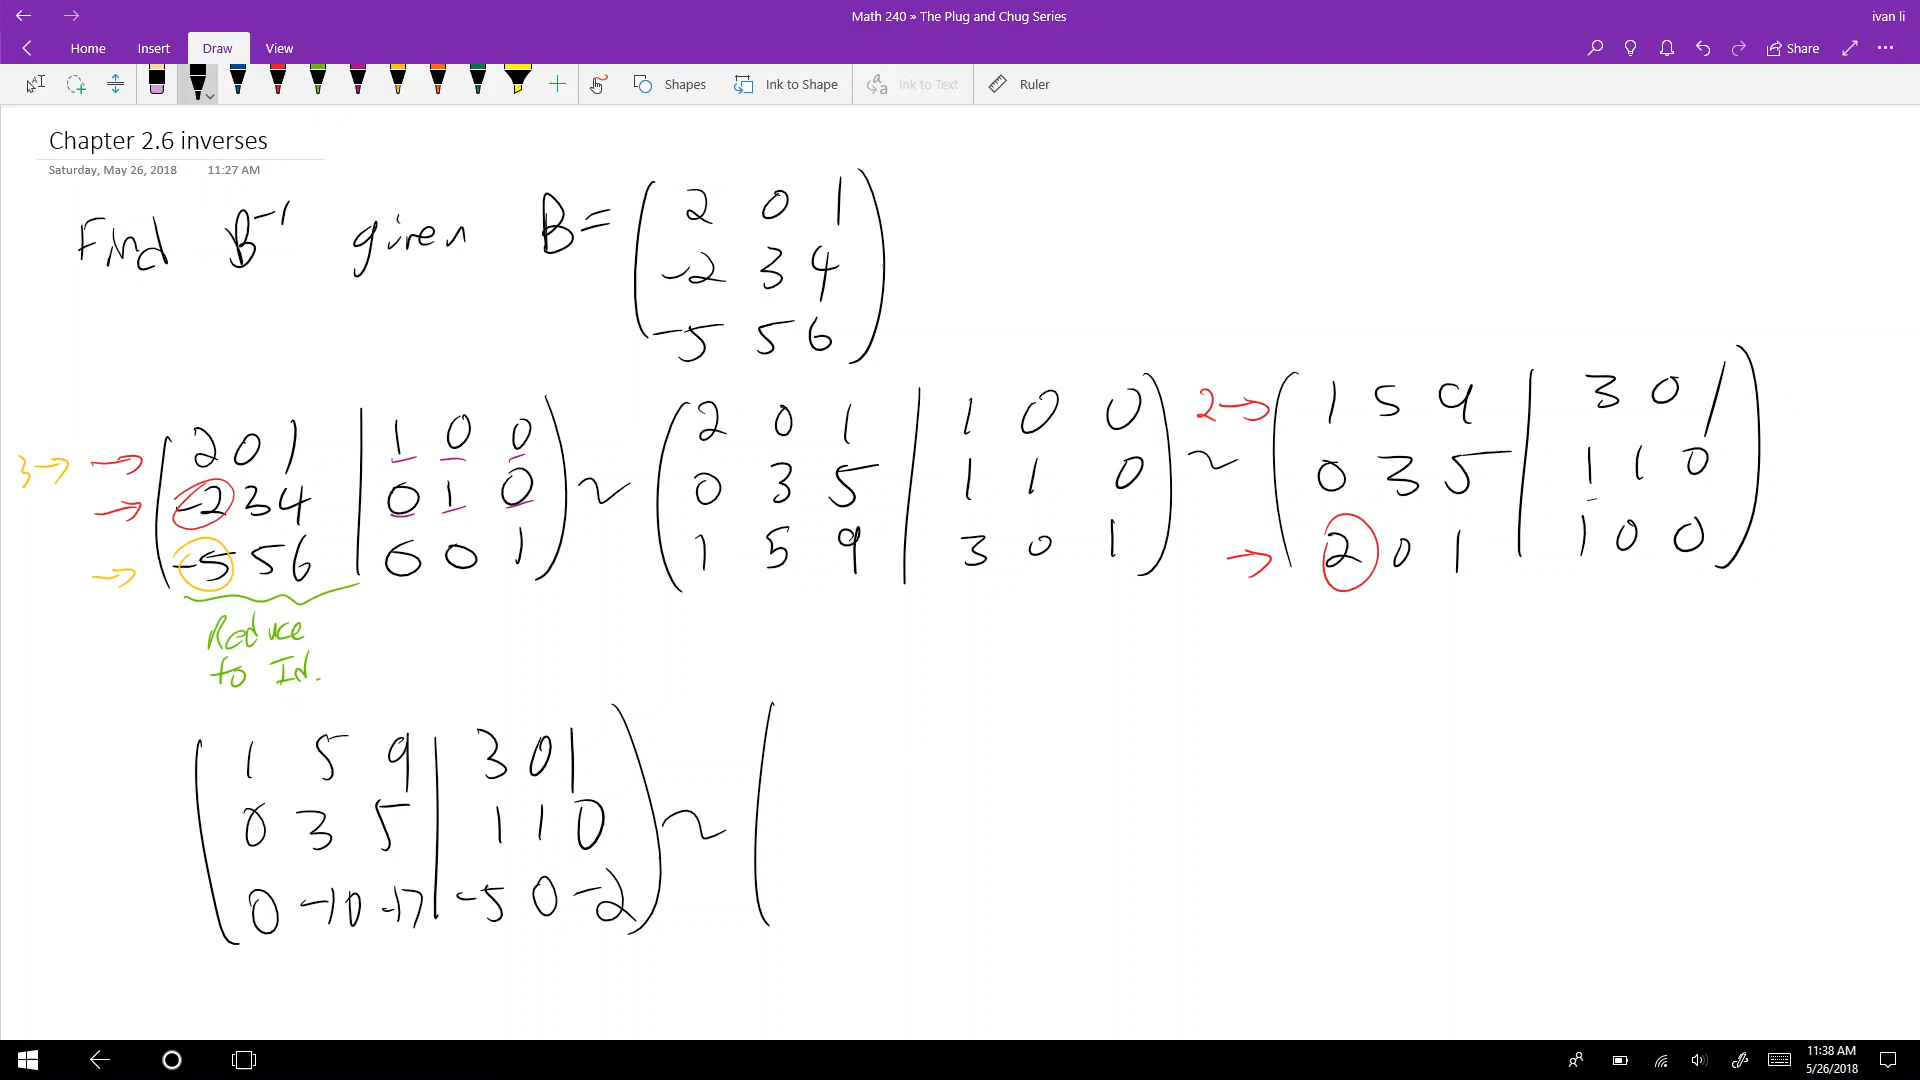 Math 240 » The Plug and Chug Series
ivan li
Home Insert Draw View
Share
Shapes Ink to Shape Ink to Text Ruler
Chapter 2.6 inverses
Saturday, May 26, 2018 11:27 AM
Find B⁻¹ given B = ( 2 0 1
-2 3 4
-5 5 6 )
3→ → ( 2 0 1 | 1 0 0
→ -2 3 4 | 0 1 0
→ -5 5 6 | 0 0 1 )
~ ( 2 0 1 | 1 0 0
0 3 5 | 1 1 0
1 5 9 | 3 0 1 )
~ 2→ ( 1 5 9 | 3 0 1
0 3 5 | 1 1 0
→ 2 0 1 | 1 0 0 )
Reduce
to Id.
( 1 5 9 | 3 0 1
0 3 5 | 1 1 0
0 -10 -17 | -5 0 -2 ) ~ (
11:38 AM
5/26/2018